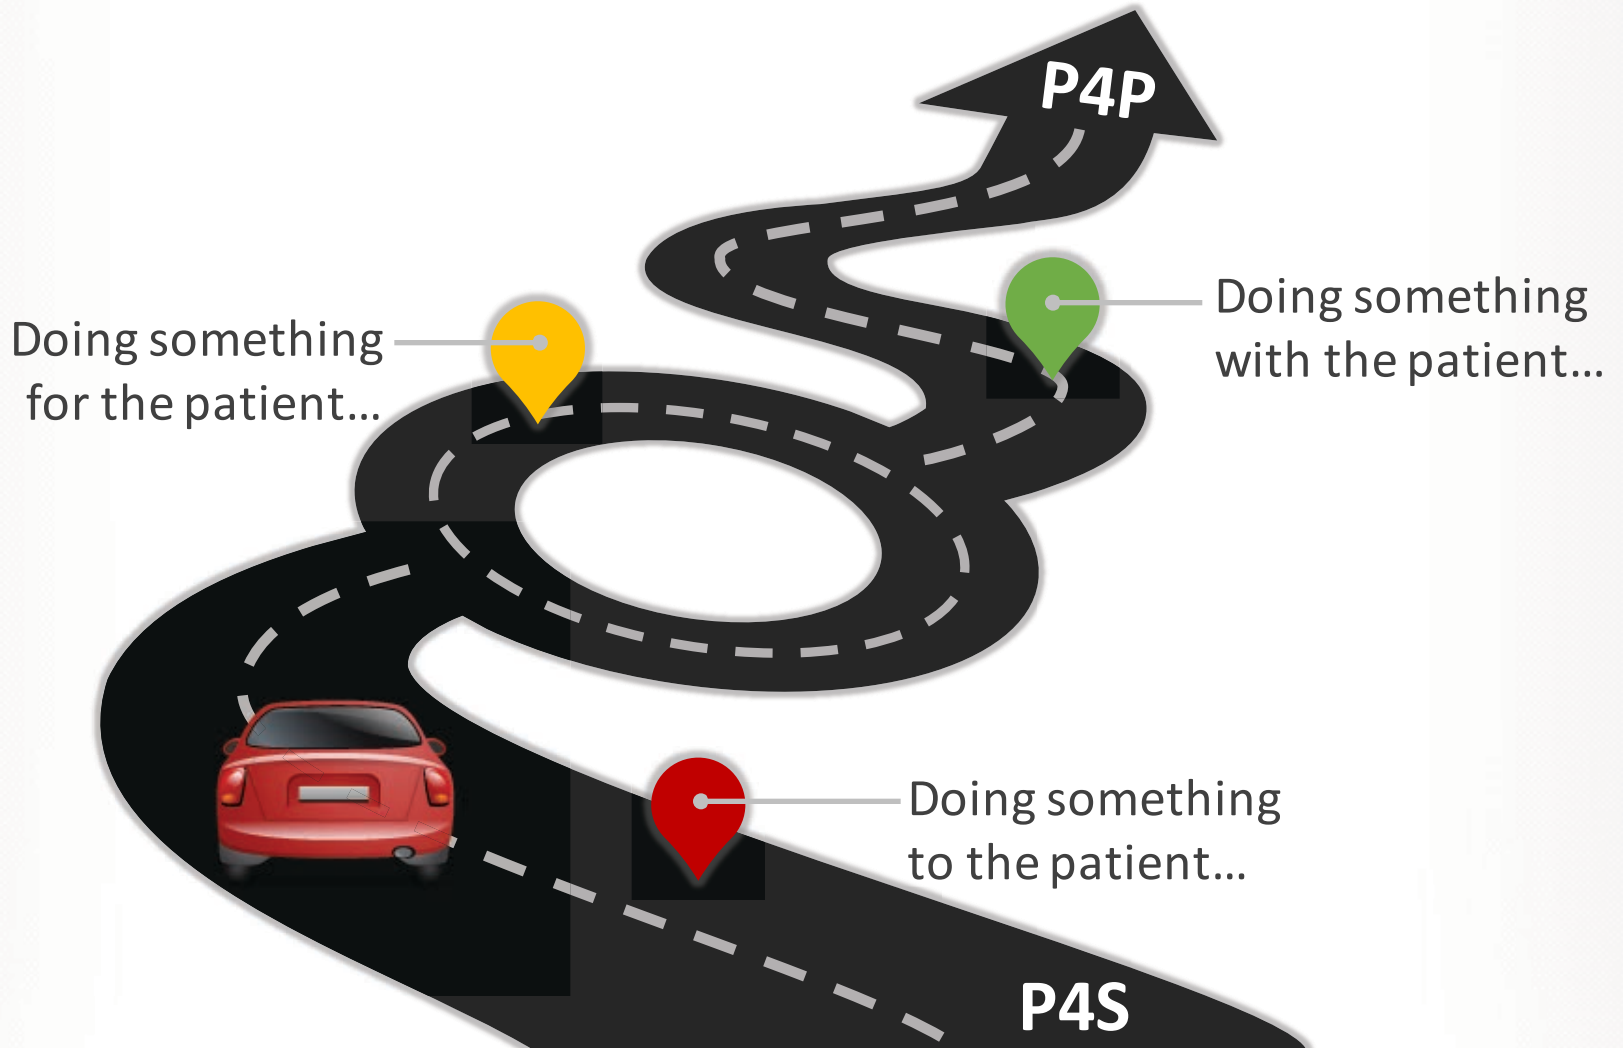 P4P
Doing something
with the patient...
Doing something
for the patient...
Doing something
to the patient...
P4S